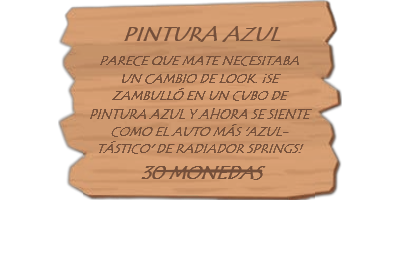 PINTURA AZUL
PARECE QUE MATE NECESITABA
UN CAMBIO DE LOOK. ¡SE
ZAMBULLÓ EN UN CUBO DE
PINTURA AZUL Y AHORA SE SIENTE
COMO EL AUTO MÁS 'AZUL-
TÁSTICO' DE RADIADOR SPRINGS!
30 MONEDAS